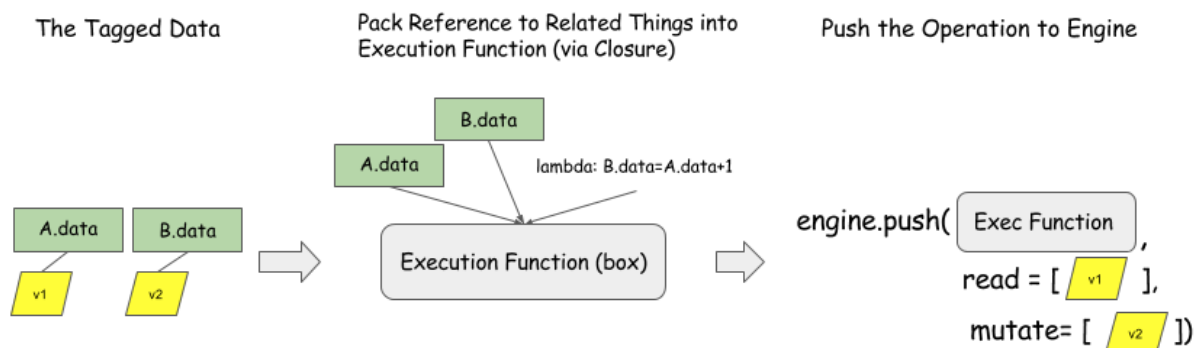 The Tagged Data
Pack Reference to Related Things into
Execution Function (via Closure)
Push the Operation to Engine
B.data
A.data
lambda: B.data=A.data+1
A.data
B.data
v1
v2
Execution Function (box)
engine.push( Exec Function ,
read = [ v1 ],
mutate= [ v2 ])